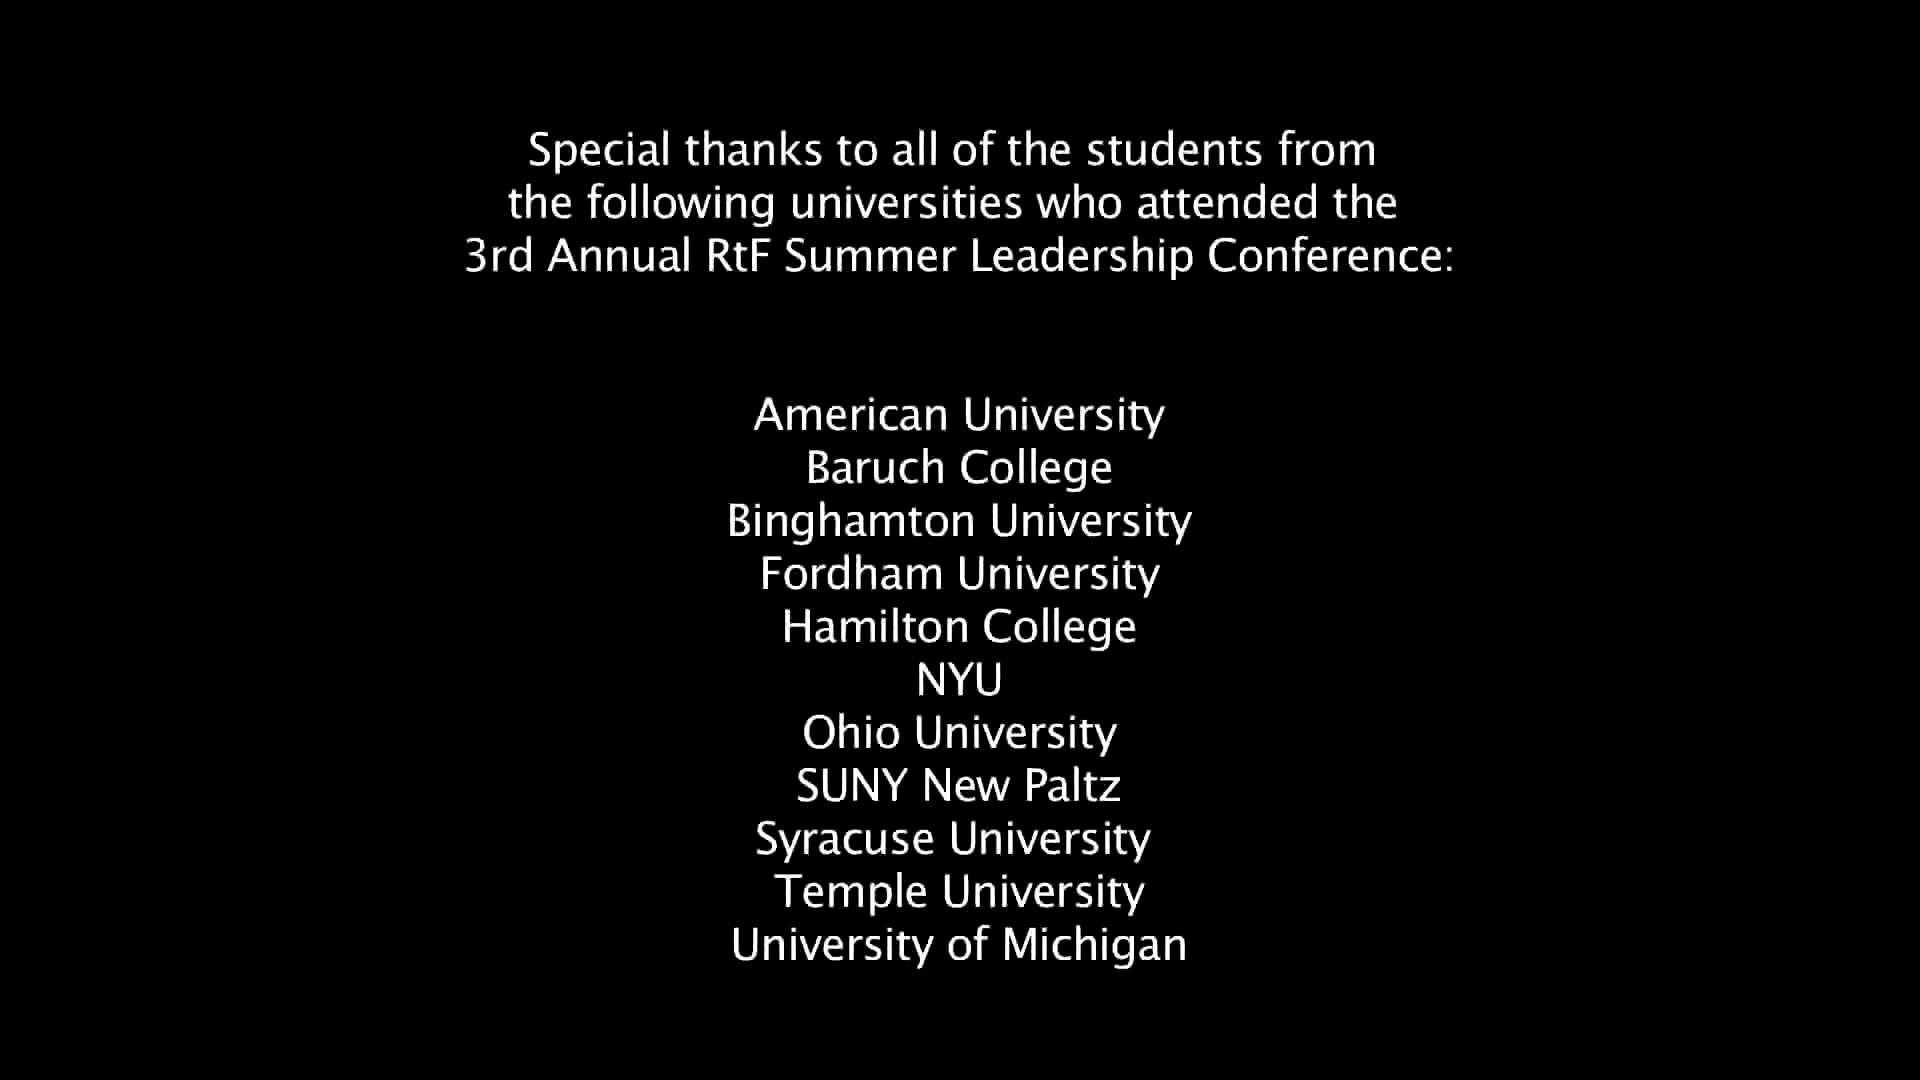 Special thanks to all of the students from
the following universities who attended the
3rd Annual RtF Summer Leadership Conference:
American University
Baruch College
Binghamton University
Fordham University
Hamilton College
NYU
Ohio University
SUNY New Paltz
Syracuse University
Temple University
University of Michigan